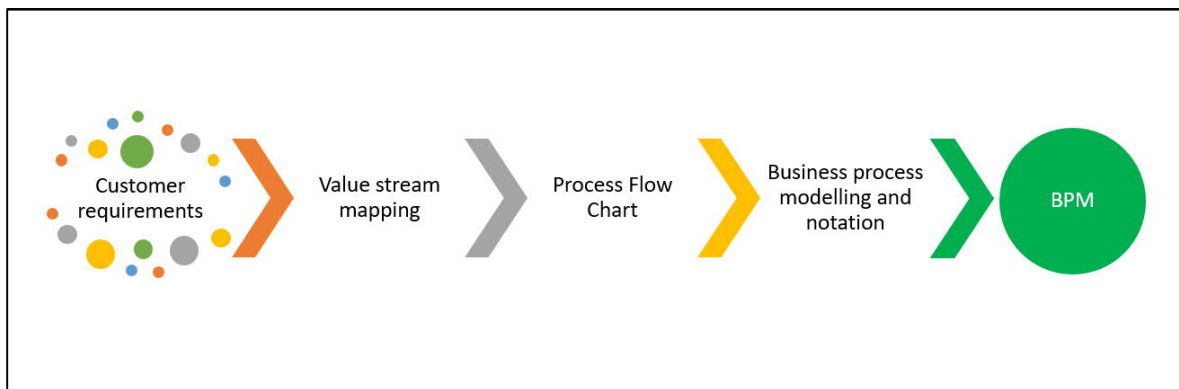 Customer
requirements
Value stream
mapping
Process Flow
Chart
Business process
modelling and
notation
BPM